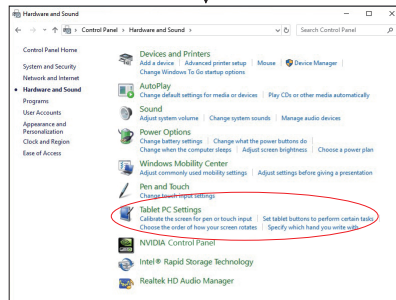 Hardware and Sound
Control Panel › Hardware and Sound ›
Search Control Panel
Control Panel Home
System and Security
Network and Internet
Hardware and Sound
Programs
User Accounts
Appearance and
Personalization
Clock and Region
Ease of Access
Devices and Printers
Add a device | Advanced printer setup | Mouse | Device Manager |
Change Windows To Go startup options
AutoPlay
Change default settings for media or devices | Play CDs or other media automatically
Sound
Adjust system volume | Change system sounds | Manage audio devices
Power Options
Change battery settings | Change what the power buttons do |
Change when the computer sleeps | Adjust screen brightness | Choose a power plan
Windows Mobility Center
Adjust commonly used mobility settings | Adjust settings before giving a presentation
Pen and Touch
Change touch input settings
Tablet PC Settings
Calibrate the screen for pen or touch input | Set tablet buttons to perform certain tasks
Choose the order of how your screen rotates | Specify which hand you write with
NVIDIA Control Panel
Intel® Rapid Storage Technology
Realtek HD Audio Manager